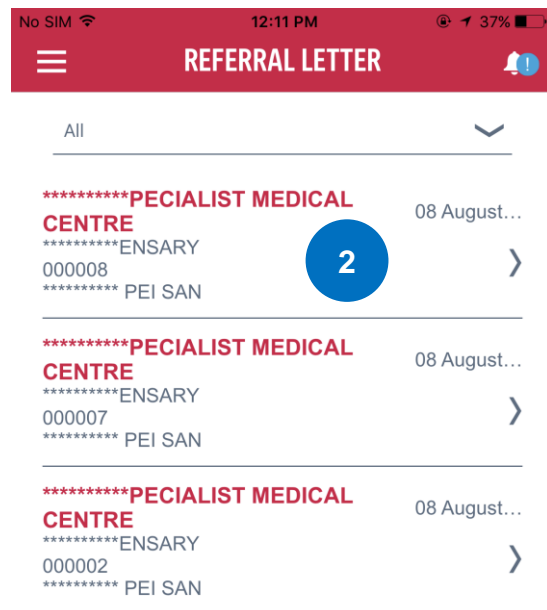 No SIM 12:11 PM 37%
REFERRAL LETTER
!
All
**********PECIALIST MEDICAL
CENTRE
08 August...
**********ENSARY
000008
********** PEI SAN
2
**********PECIALIST MEDICAL
CENTRE
08 August...
**********ENSARY
000007
********** PEI SAN
**********PECIALIST MEDICAL
CENTRE
08 August...
**********ENSARY
000002
********** PEI SAN